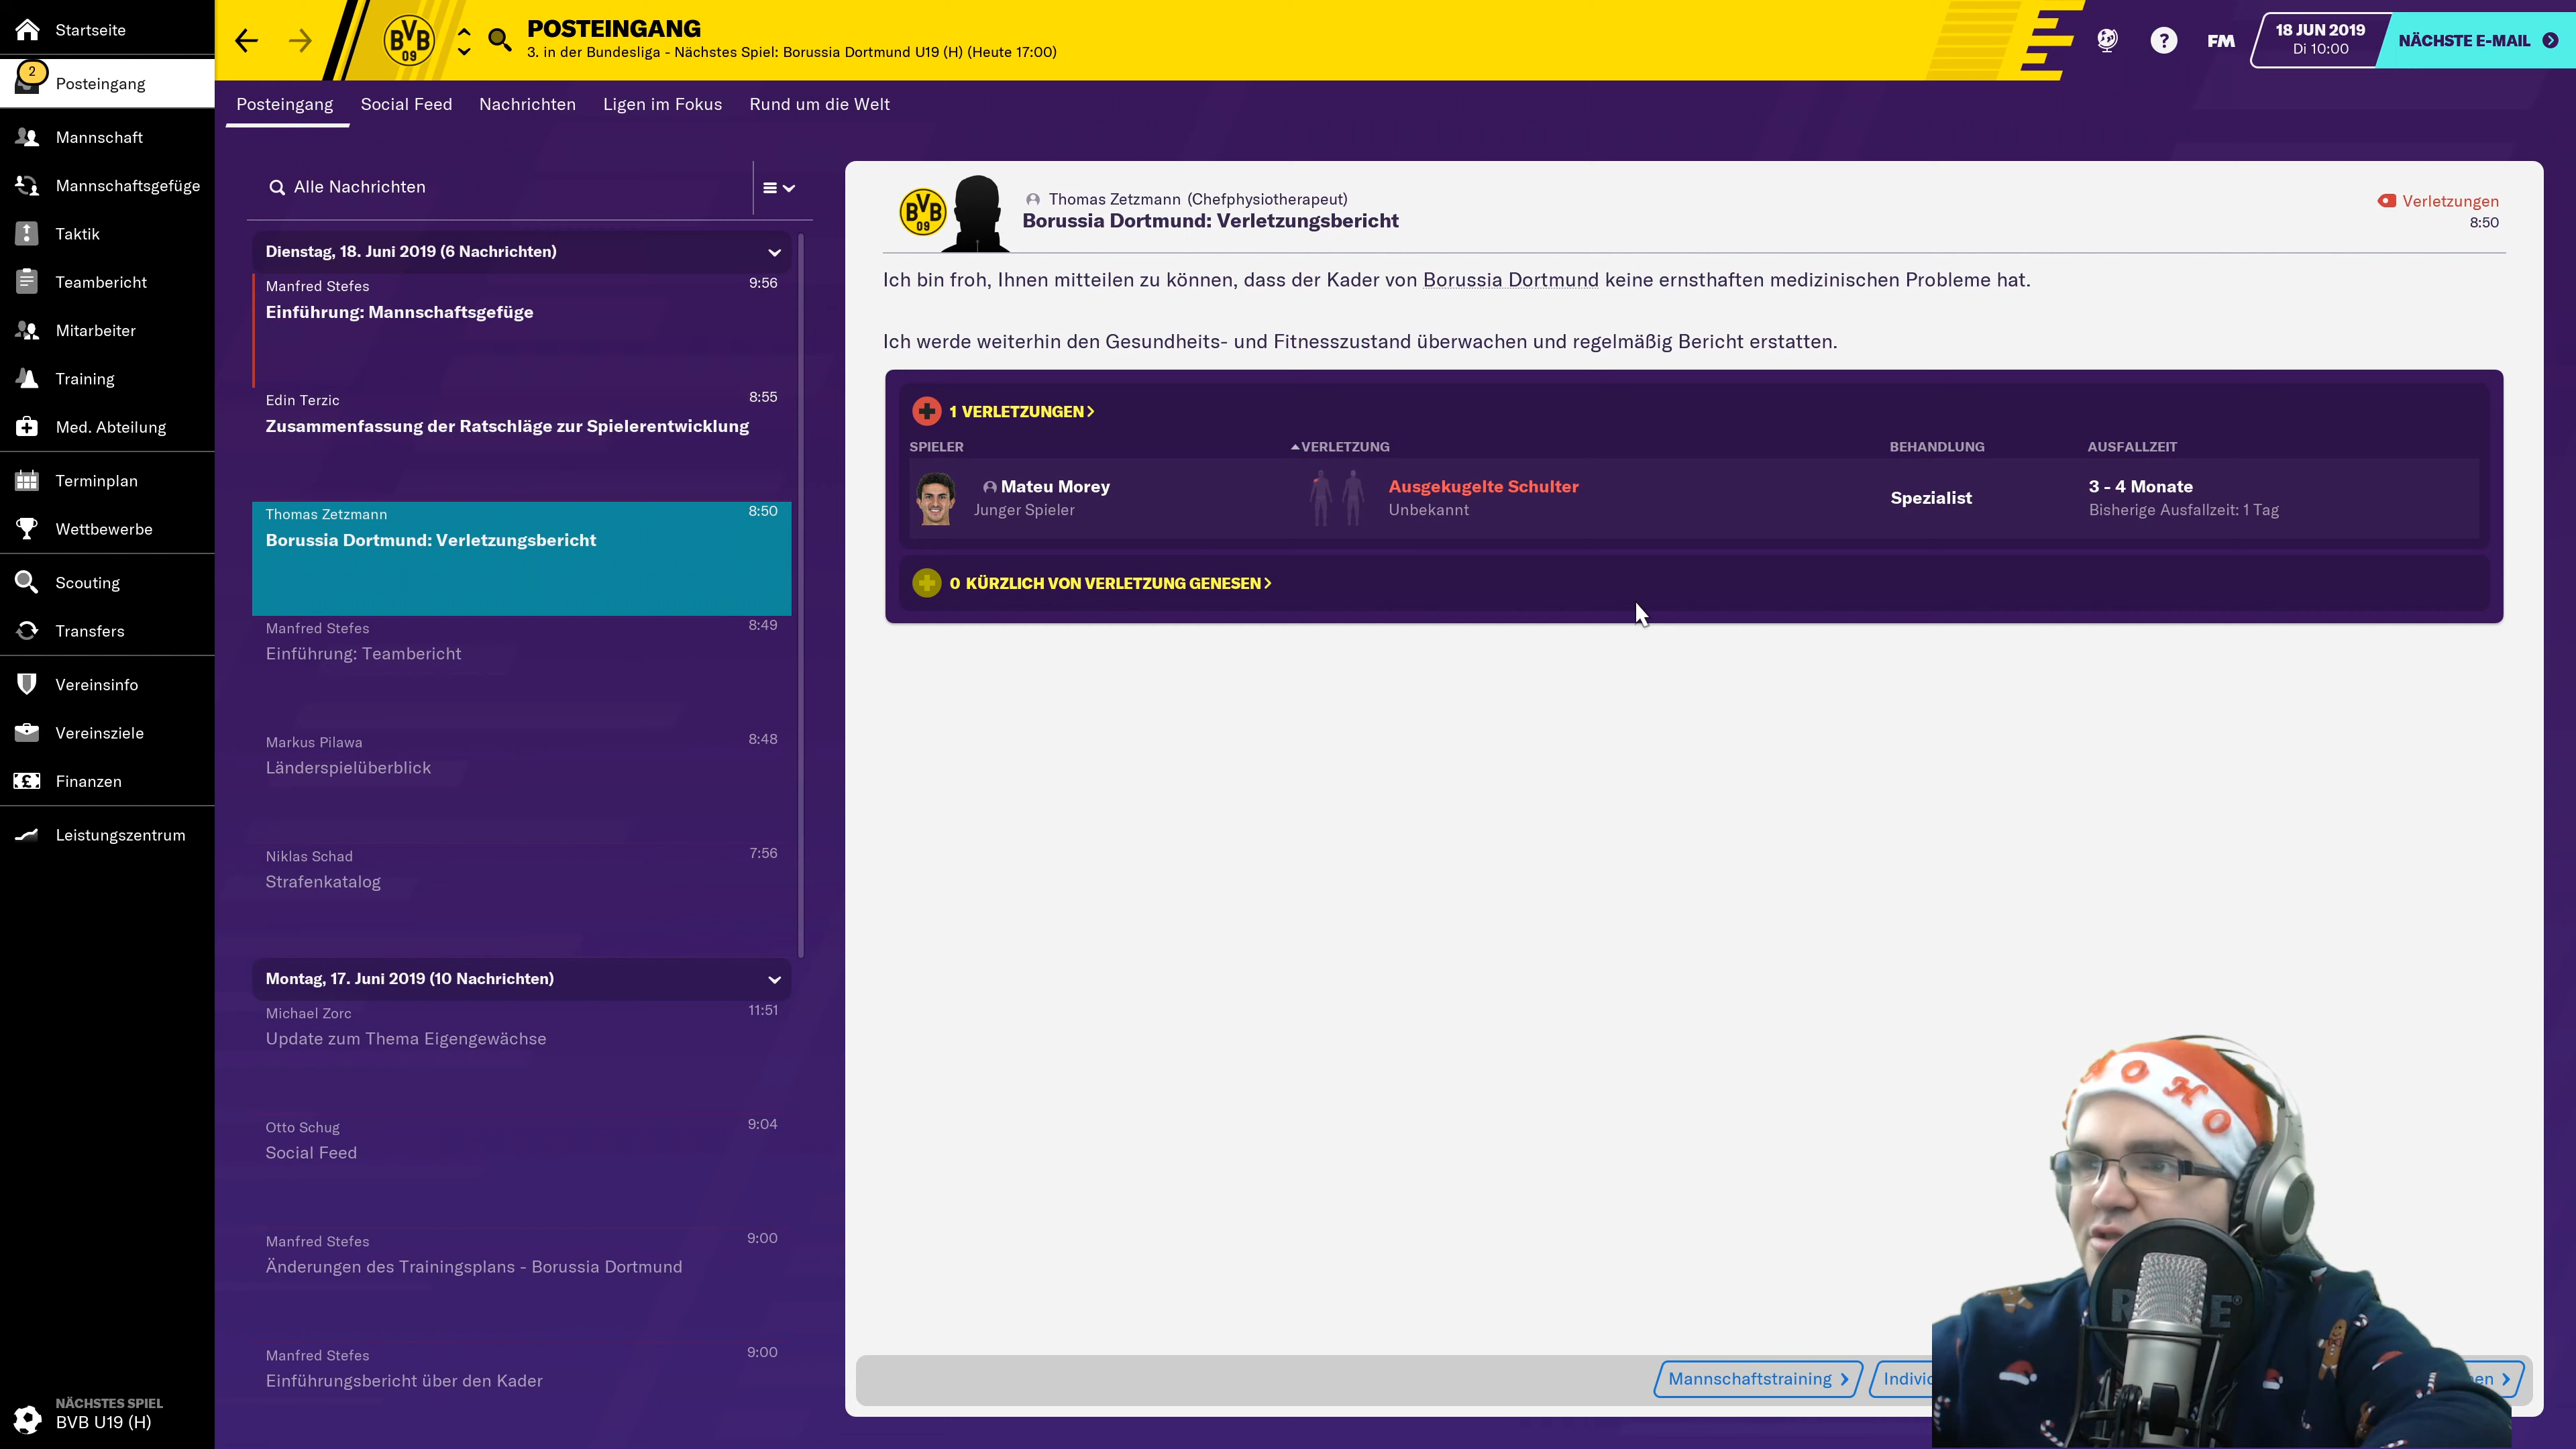 Startseite
2
Posteingang
Mannschaft
Mannschaftsgefüge
Taktik
Teambericht
Mitarbeiter
Training
Med. Abteilung
Terminplan
Wettbewerbe
Scouting
Transfers
Vereinsinfo
Vereinsziele
Finanzen
Leistungszentrum
NÄCHSTES SPIEL
BVB U19 (H)
BVB 09
POSTEINGANG
3. in der Bundesliga - Nächstes Spiel: Borussia Dortmund U19 (H) (Heute 17:00)
?
FM
18 JUN 2019
Di 10:00
NÄCHSTE E-MAIL
Posteingang Social Feed Nachrichten Ligen im Fokus Rund um die Welt
Alle Nachrichten
Dienstag, 18. Juni 2019 (6 Nachrichten)
Manfred Stefes 9:56
Einführung: Mannschaftsgefüge
Edin Terzic 8:55
Zusammenfassung der Ratschläge zur Spielerentwicklung
Thomas Zetzmann 8:50
Borussia Dortmund: Verletzungsbericht
Manfred Stefes 8:49
Einführung: Teambericht
Markus Pilawa 8:48
Länderspielüberblick
Niklas Schad 7:56
Strafenkatalog
Montag, 17. Juni 2019 (10 Nachrichten)
Michael Zorc 11:51
Update zum Thema Eigengewächse
Otto Schug 9:04
Social Feed
Manfred Stefes 9:00
Änderungen des Trainingsplans - Borussia Dortmund
Manfred Stefes 9:00
Einführungsbericht über den Kader
BVB 09
Thomas Zetzmann (Chefphysiotherapeut)
Borussia Dortmund: Verletzungsbericht
Verletzungen
8:50
Ich bin froh, Ihnen mitteilen zu können, dass der Kader von Borussia Dortmund keine ernsthaften medizinischen Probleme hat.
Ich werde weiterhin den Gesundheits- und Fitnesszustand überwachen und regelmäßig Bericht erstatten.
1 VERLETZUNGEN
SPIELER VERLETZUNG BEHANDLUNG AUSFALLZEIT
Mateu Morey
Junger Spieler
Ausgekugelte Schulter
Unbekannt
Spezialist
3 - 4 Monate
Bisherige Ausfallzeit: 1 Tag
0 KÜRZLICH VON VERLETZUNG GENESEN
HO HO
Mannschaftstraining